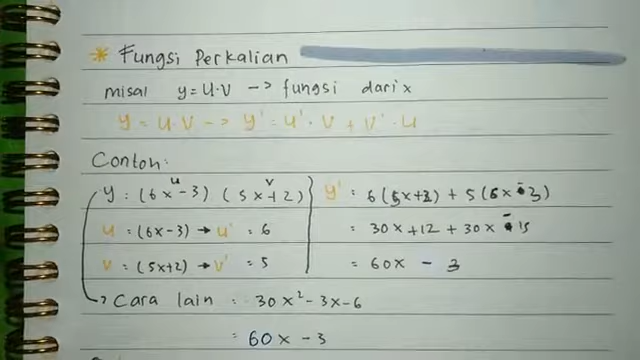 * Fungsi Perkalian
misal y = u.v --> fungsi dari x
y = u.v --> y' = u'.v + v'.u
Contoh:
u v
y = (6x-3) (5x+2)
u = (6x-3) → u' = 6
v = (5x+2) → v' = 5
y' = 6(5x+2) + 5(6x-3)
= 30x + 12 + 30x - 15
= 60x - 3
→ Cara lain = 30x² - 3x - 6
= 60x - 3